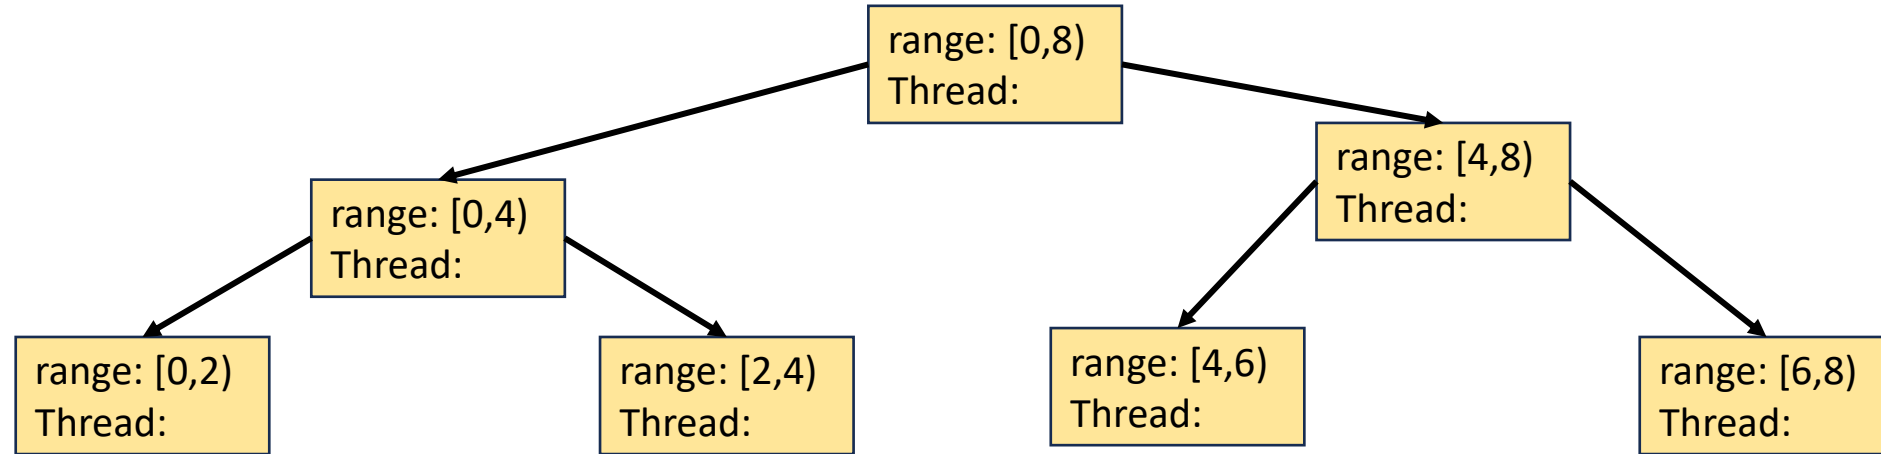 range: [0,8)
Thread:
range: [4,8)
Thread:
range: [0,4)
Thread:
range: [0,2)
Thread:
range: [2,4)
Thread:
range: [4,6)
Thread:
range: [6,8)
Thread: